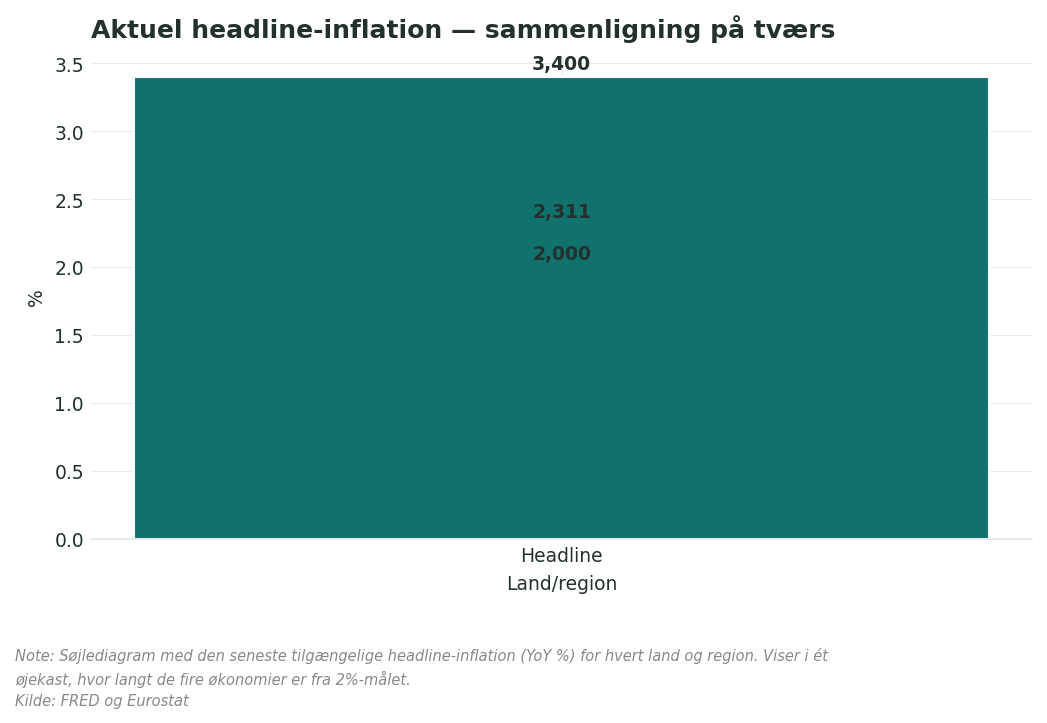 Aktuel headline-inflation — sammenligning på tværs
3,400
3.5
3.0
2.5
2,311
2,000
2.0
%
1.5
1.0
0.5
0.0
Headline
Land/region
Note: Søjlediagram med den seneste tilgængelige headline-inflation (YoY %) for hvert land og region. Viser i ét
øjekast, hvor langt de fire økonomier er fra 2%-målet.
Kilde: FRED og Eurostat